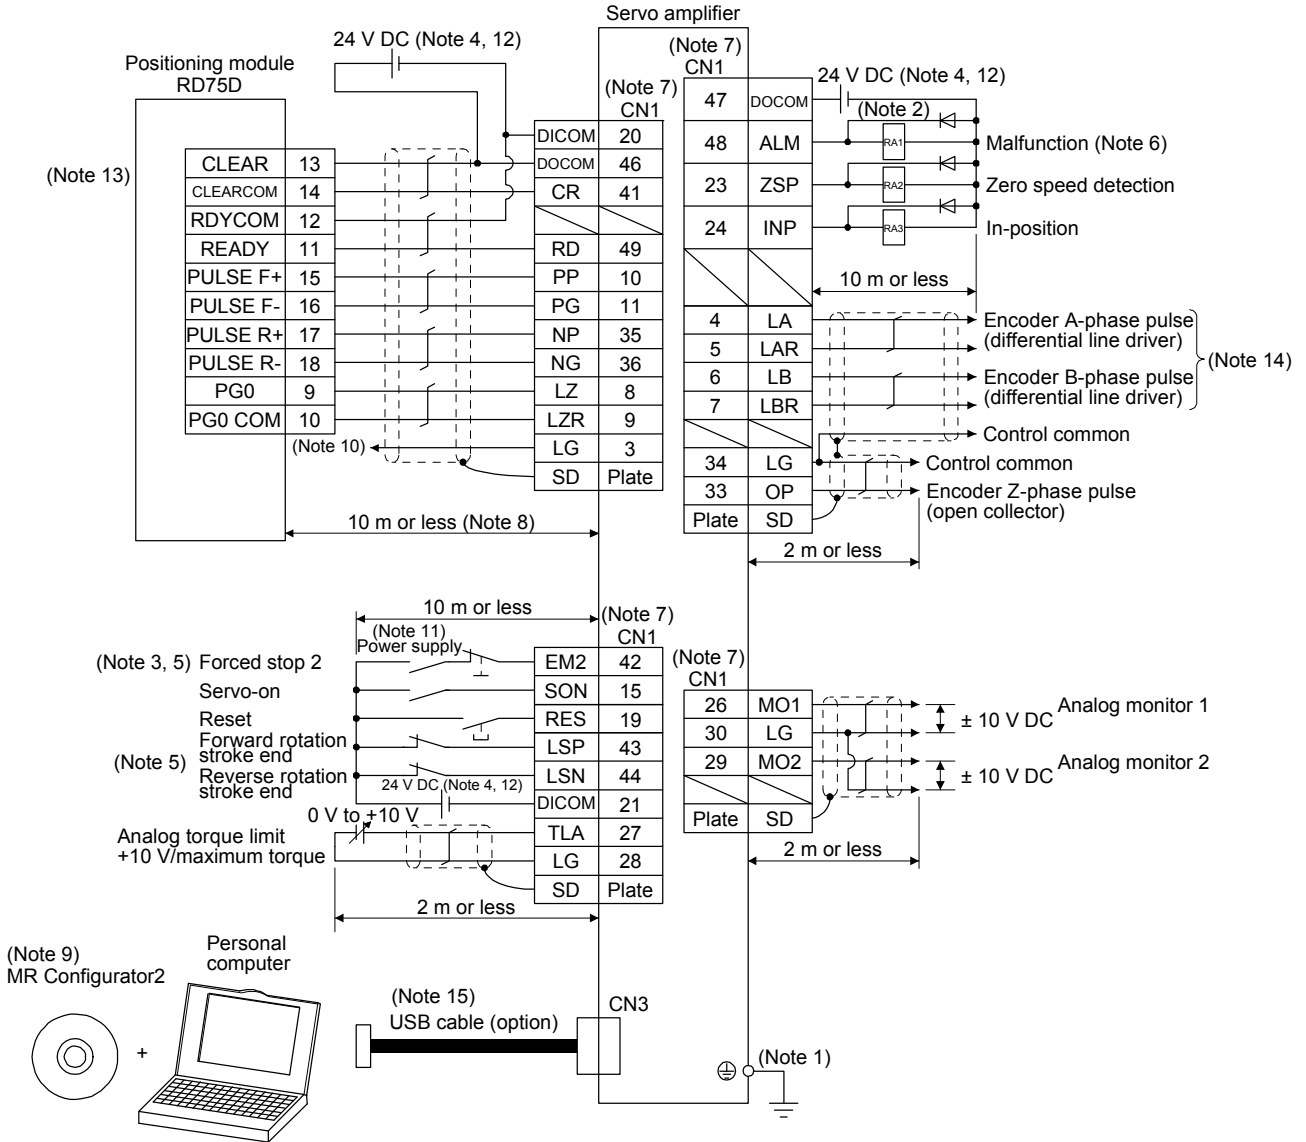 Servo amplifier
24 V DC (Note 4, 12)
Positioning module
RD75D
(Note 7)
CN1
(Note 13)
CLEAR 13
CLEARCOM 14
RDYCOM 12
READY 11
PULSE F+ 15
PULSE F- 16
PULSE R+ 17
PULSE R- 18
PG0 9
PG0 COM 10
(Note 10)
DICOM 20
DOCOM 46
CR 41
RD 49
PP 10
PG 11
NP 35
NG 36
LZ 8
LZR 9
LG 3
SD Plate
10 m or less (Note 8)
(Note 7)
CN1
24 V DC (Note 4, 12)
47 DOCOM
(Note 2)
48 ALM RA1 Malfunction (Note 6)
23 ZSP RA2 Zero speed detection
24 INP RA3 In-position
10 m or less
4 LA Encoder A-phase pulse
(differential line driver)
5 LAR
6 LB Encoder B-phase pulse
(differential line driver)
7 LBR
(Note 14)
Control common
34 LG Control common
33 OP Encoder Z-phase pulse
(open collector)
Plate SD
2 m or less
10 m or less
(Note 7)
CN1
(Note 11)
Power supply
(Note 3, 5) Forced stop 2 EM2 42
Servo-on SON 15
Reset RES 19
Forward rotation
stroke end LSP 43
(Note 5)
Reverse rotation
stroke end LSN 44
24 V DC (Note 4, 12)
DICOM 21
0 V to +10 V
Analog torque limit
+10 V/maximum torque
TLA 27
LG 28
SD Plate
2 m or less
(Note 7)
CN1
26 MO1
30 LG
29 MO2
Plate SD
± 10 V DC Analog monitor 1
± 10 V DC Analog monitor 2
2 m or less
(Note 9)
MR Configurator2
+
Personal
computer
(Note 15)
USB cable (option)
CN3
(Note 1)